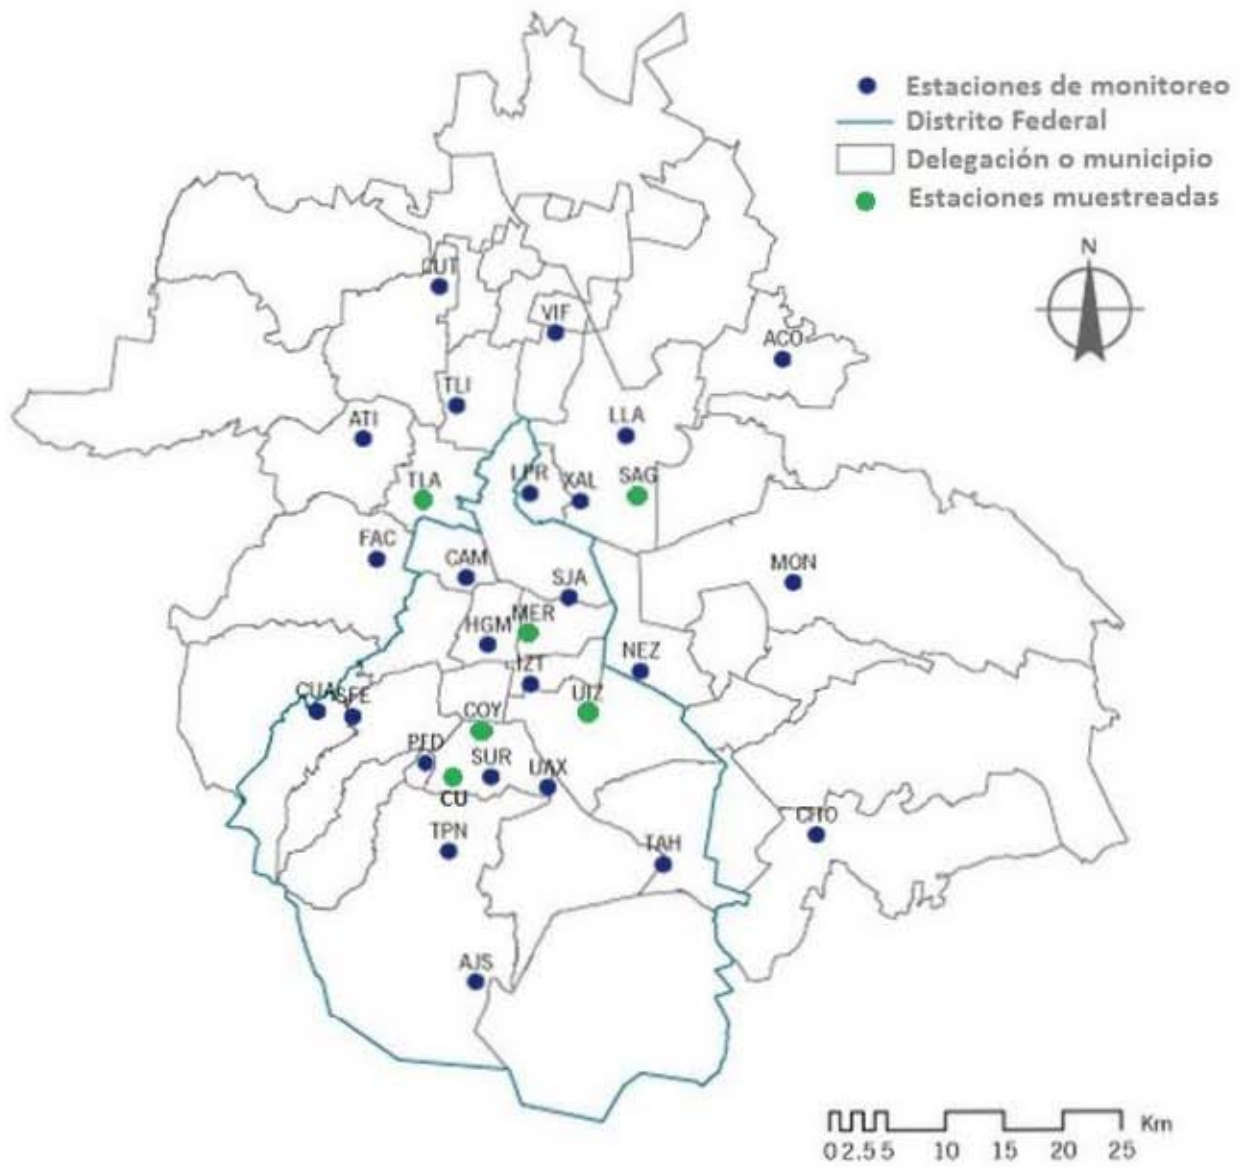 Estaciones de monitoreo
Distrito Federal
Delegación o municipio
Estaciones muestreadas
N
CUT
VIF
ACO
TLI
ATI
LLA
TLA
LPR
XAL
SAG
FAC
CAM
SJA
MON
HGM
MER
IZT
NEZ
CUA
SFE
UIZ
COY
PED
SUR
UAX
CU
TPN
TAH
CHO
AJS
Km
0 2.5 5 10 15 20 25